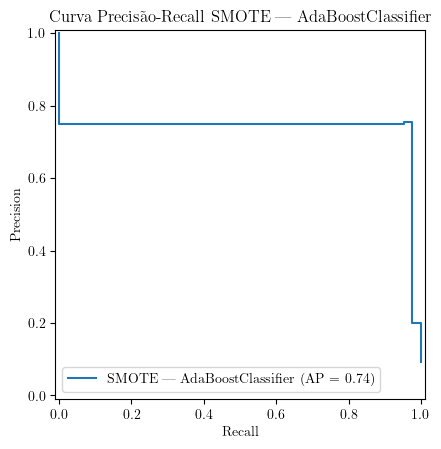 Curva Precisão-Recall SMOTE — AdaBoostClassifier
1.0
0.8
0.6
0.4
0.2
0.0
Precision
SMOTE — AdaBoostClassifier (AP = 0.74)
0.0 0.2 0.4 0.6 0.8 1.0
Recall